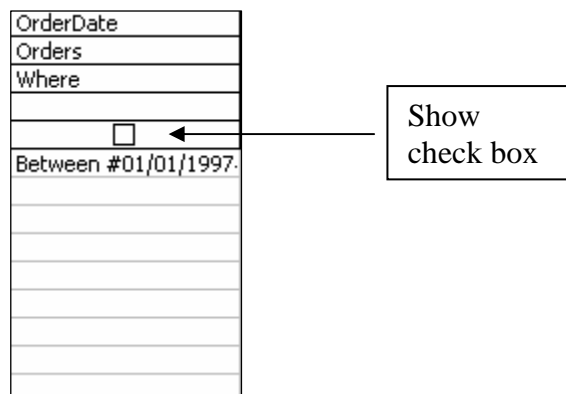 OrderDate
Orders
Where
Between #01/01/1997
Show
check box